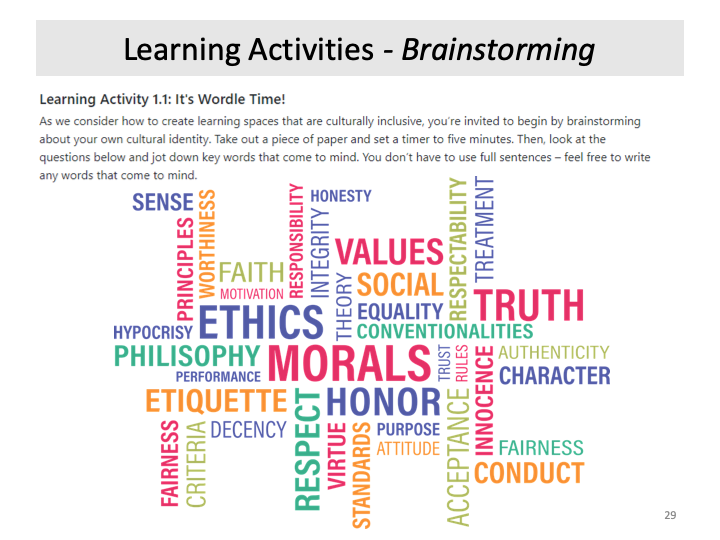 Learning Activities - Brainstorming
Learning Activity 1.1: It's Wordle Time!
As we consider how to create learning spaces that are culturally inclusive, you're invited to begin by brainstorming
about your own cultural identity. Take out a piece of paper and set a timer to five minutes. Then, look at the
questions below and jot down key words that come to mind. You don't have to use full sentences – feel free to write
any words that come to mind.
SENSE
PRINCIPLES
WORTHINESS
RESPONSIBILITY
HONESTY
INTEGRITY
VALUES
RESPECTABILITY
TREATMENT
FAITH
MOTIVATION
THEORY
SOCIAL
TRUTH
HYPOCRISY
ETHICS
EQUALITY
CONVENTIONALITIES
PHILISOPHY
PERFORMANCE
MORALS
TRUST
RULES
INNOCENCE
AUTHENTICITY
CHARACTER
ETIQUETTE
RESPECT
HONOR
ACCEPTANCE
FAIRNESS
CRITERIA
DECENCY
VIRTUE
STANDARDS
PURPOSE
ATTITUDE
FAIRNESS
CONDUCT
29